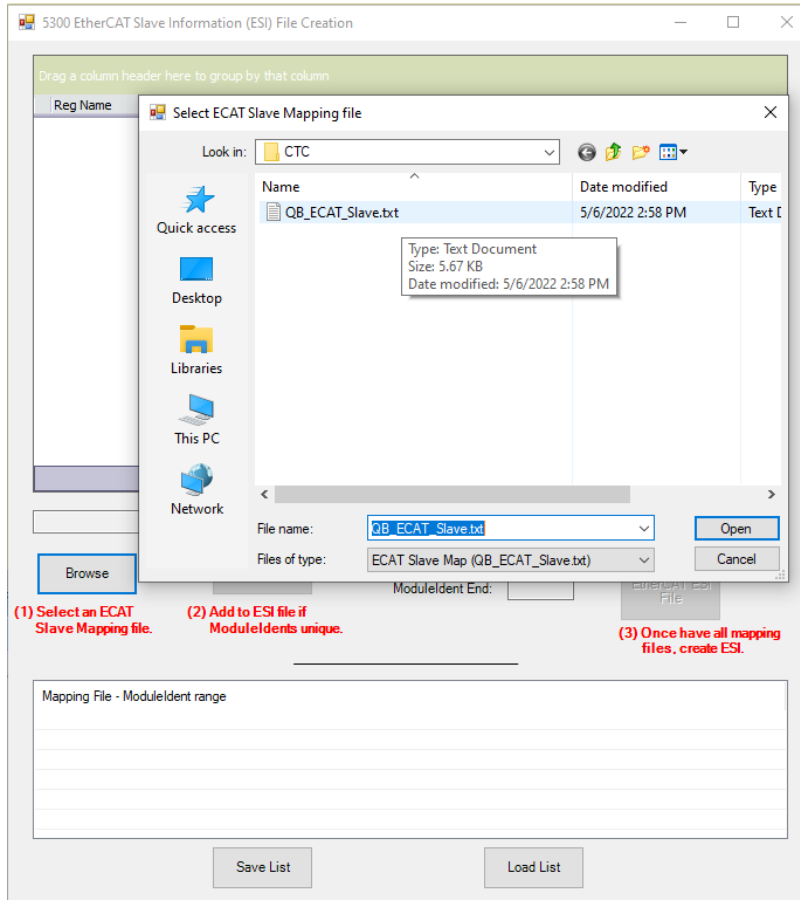 5300 EtherCAT Slave Information (ESI) File Creation
Drag a column header here to group by that column
Reg Name
Select ECAT Slave Mapping file
Look in:
CTC
Name
Date modified
Type
QB_ECAT_Slave.txt
5/6/2022 2:58 PM
Text D
Type: Text Document
Size: 5.67 KB
Date modified: 5/6/2022 2:58 PM
Quick access
Desktop
Libraries
This PC
Network
File name:
QB_ECAT_Slave.txt
Open
Files of type:
ECAT Slave Map (QB_ECAT_Slave.txt)
Cancel
Browse
ModuleIdent End:
EtherCAT ESI
File
(1) Select an ECAT
Slave Mapping file.
(2) Add to ESI file if
ModuleIdents unique.
(3) Once have all mapping
files, create ESI.
Mapping File - ModuleIdent range
Save List
Load List